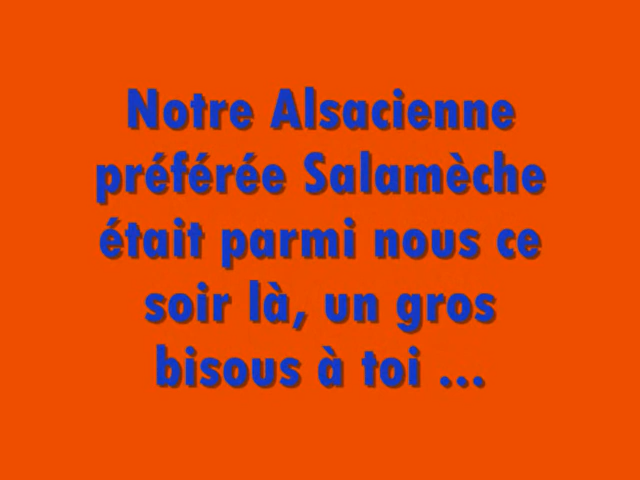 Notre Alsacienne
préférée Salamèche
était parmi nous ce
soir là, un gros
bisous à toi ...